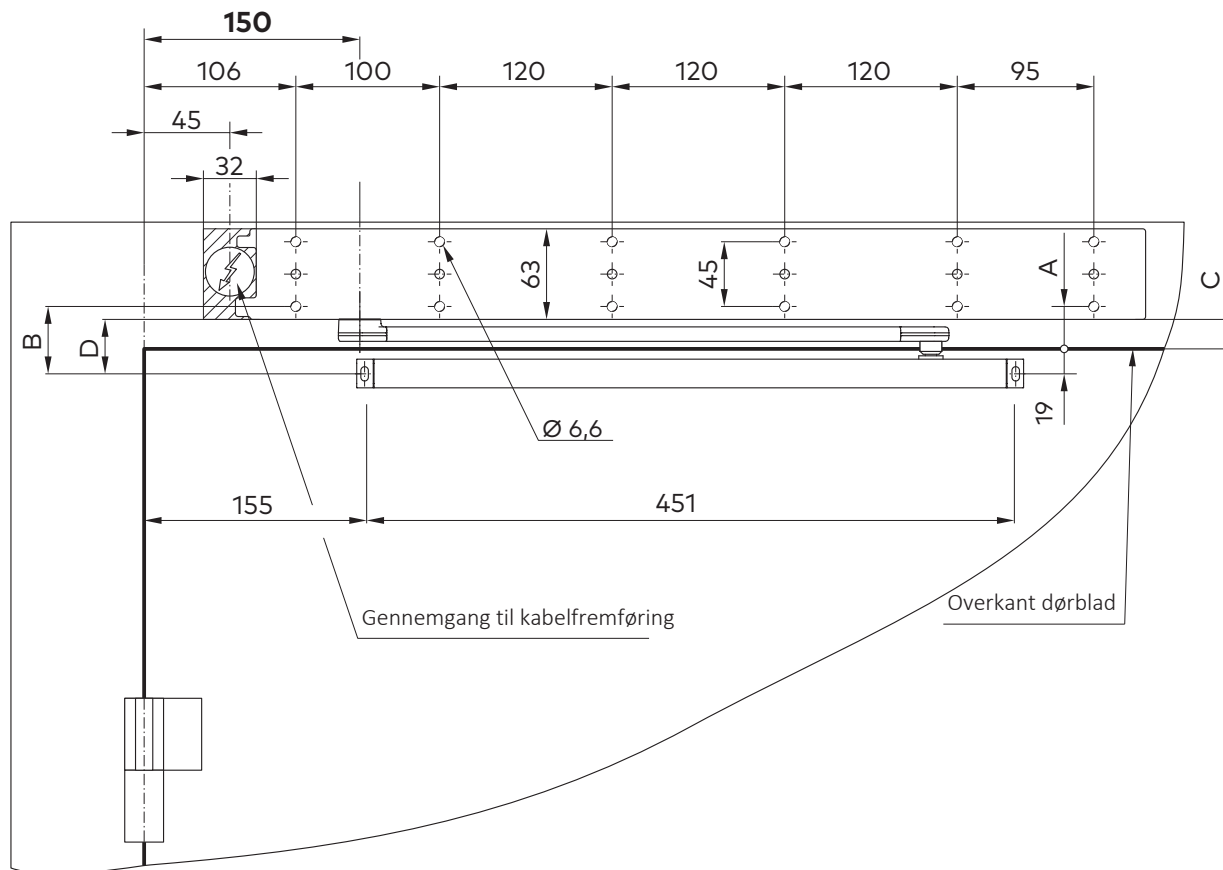 150
106 100 120 120 120 95
45
32
63 45 A C
B D
19
Ø 6,6
155 451
Overkant dørblad
Gennemgang til kabelfremføring